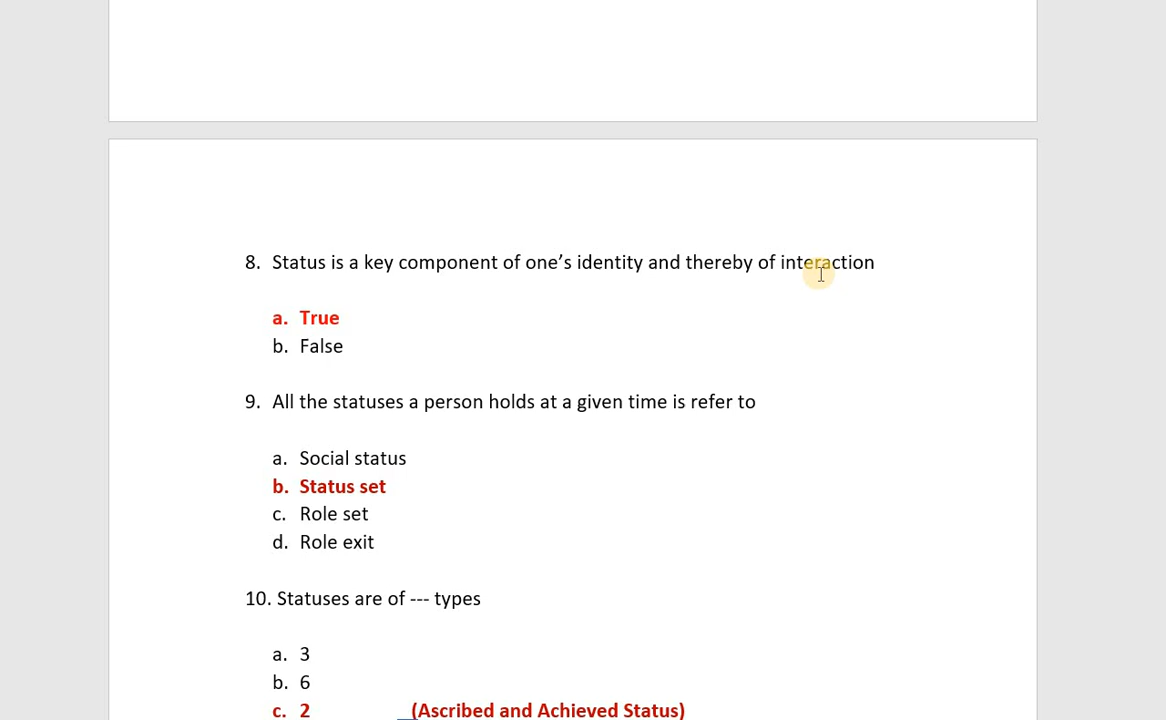 8. Status is a key component of one’s identity and thereby of interaction
a. True
b. False
9. All the statuses a person holds at a given time is refer to
a. Social status
b. Status set
c. Role set
d. Role exit
10. Statuses are of --- types
a. 3
b. 6
c. 2 (Ascribed and Achieved Status)